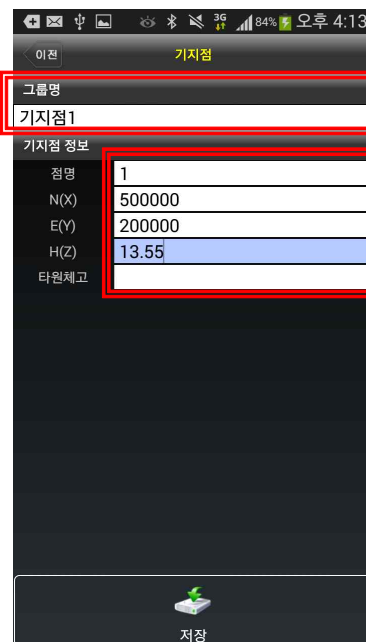 3G 84% 오후 4:13
이전 기지점
그룹명
기지점1
기지점 정보
점명 1
N(X) 500000
E(Y) 200000
H(Z) 13.55
타원체고
저장